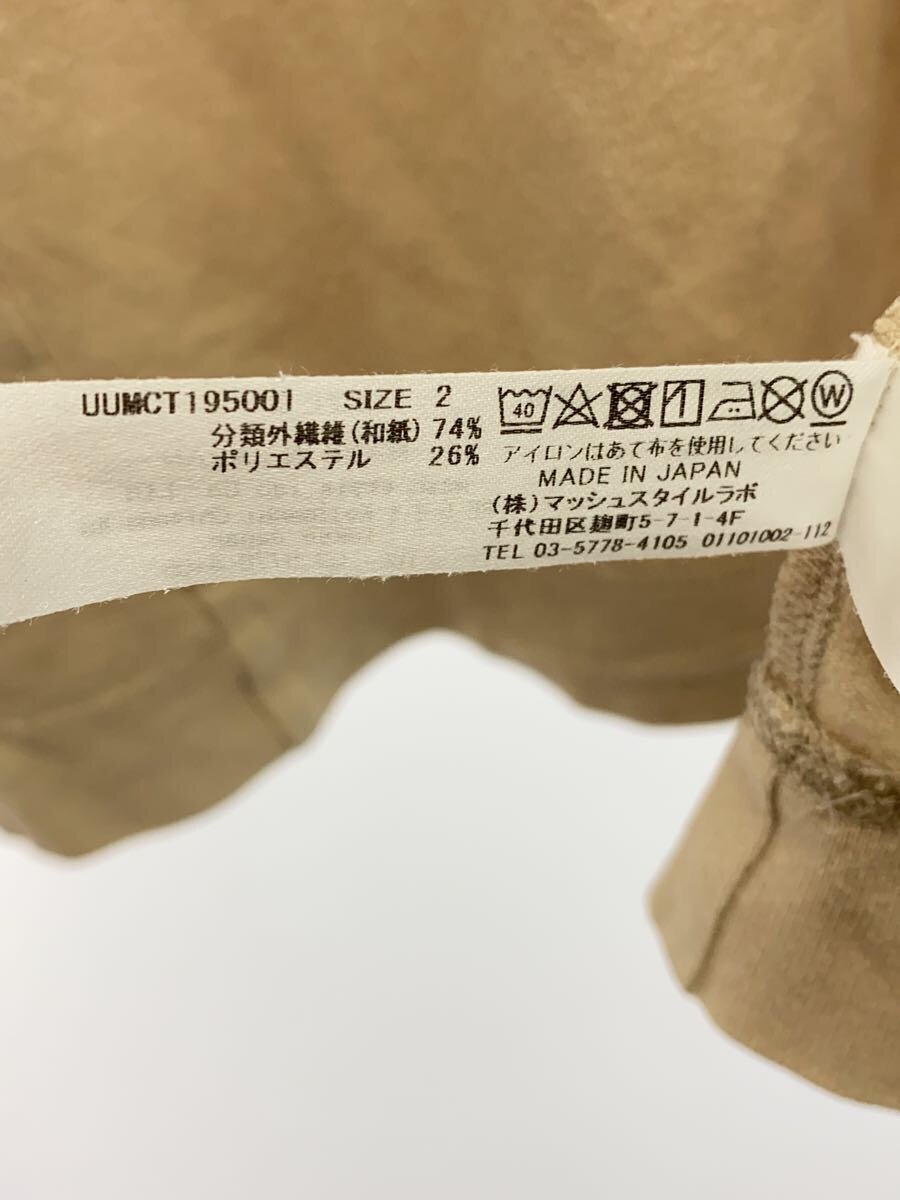 UUMCT195001 SIZE 2
分類外繊維(和紙) 74%
ポリエステル 26%
40 W
アイロンはあて布を使用してください
MADE IN JAPAN
(株)マッシュスタイルラボ
千代田区麹町5-7-1-4F
TEL 03-5778-4105 01101002-112